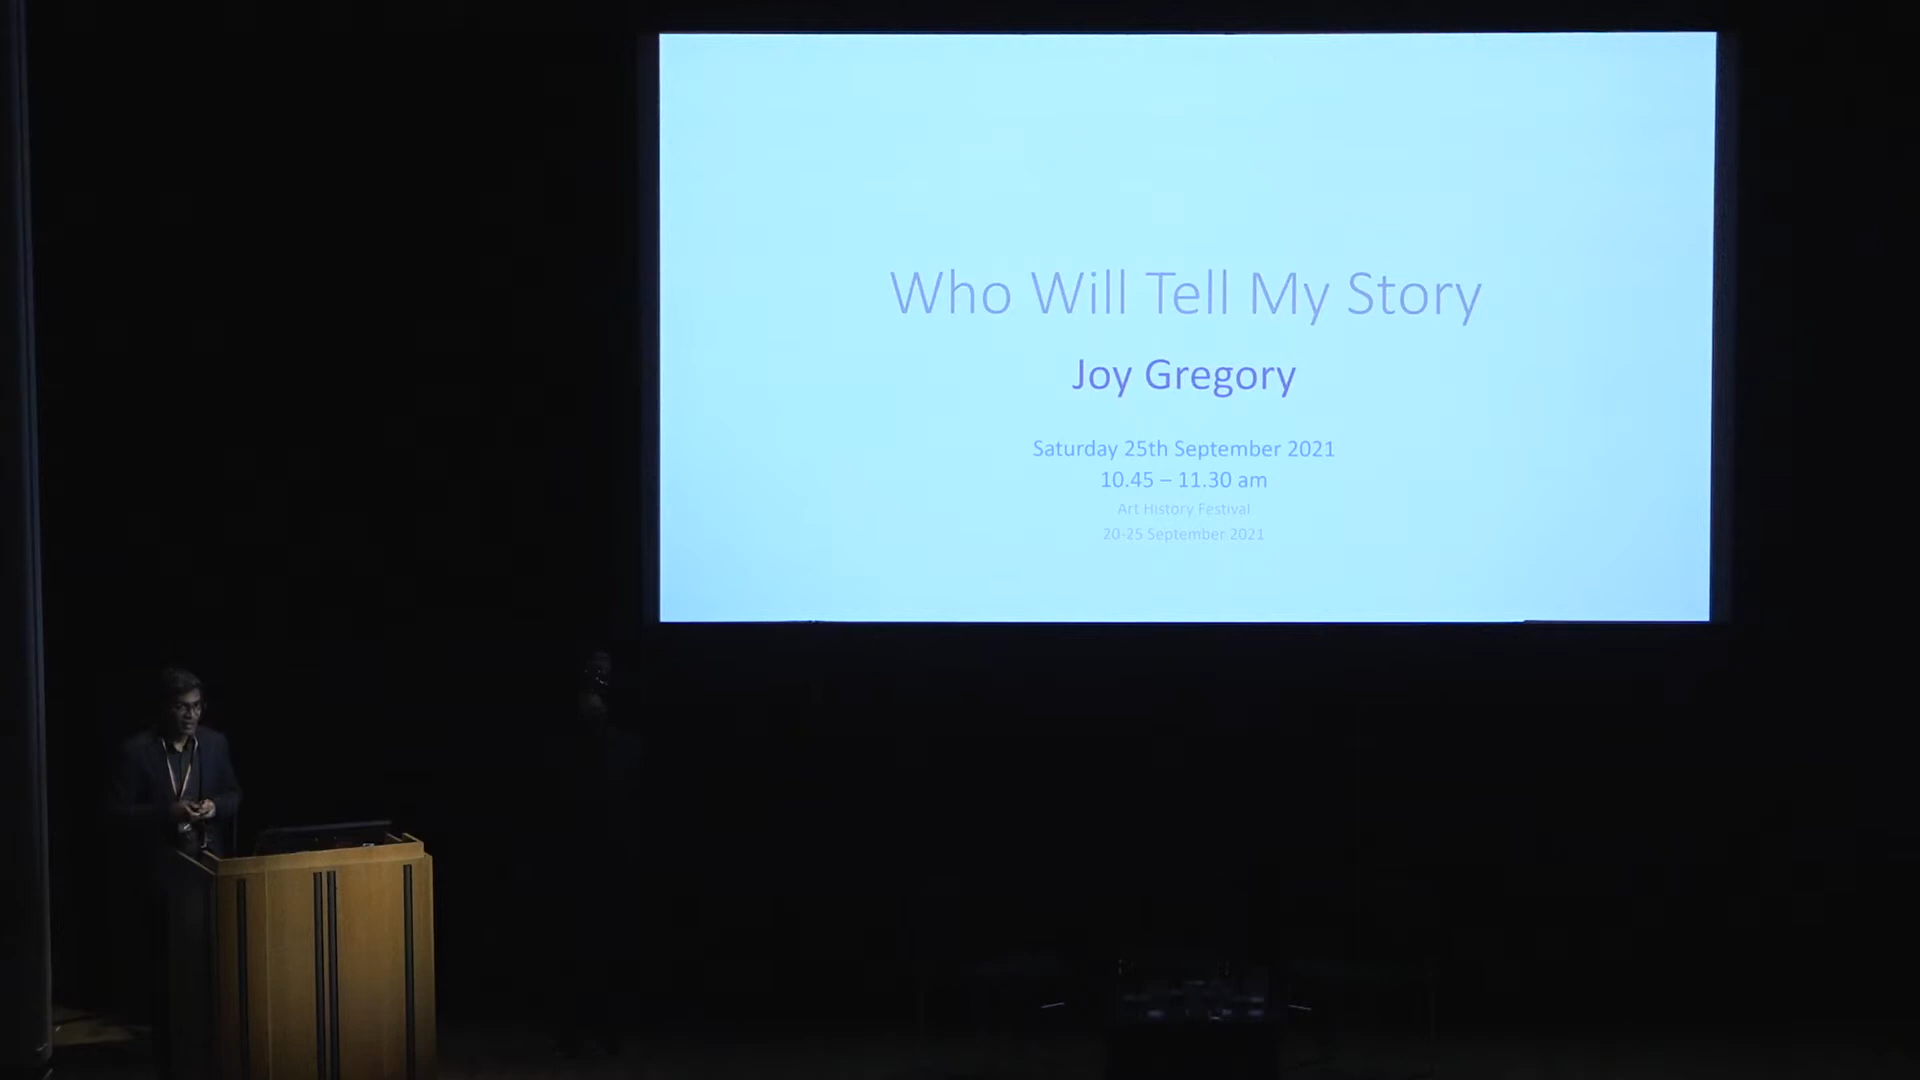 Who Will Tell My Story
Joy Gregory
Saturday 25th September 2021
10.45 – 11.30 am
Art History Festival
20-25 September 2021